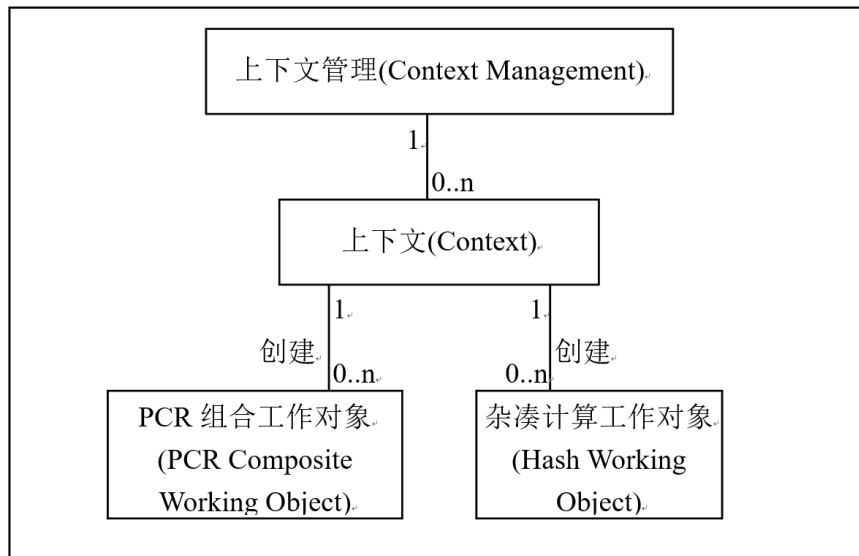 上下文管理(Context Management)
1
0..n
上下文(Context)
1
1
创建
创建
0..n
0..n
PCR 组合工作对象
(PCR Composite
Working Object)
杂凑计算工作对象
(Hash Working
Object)